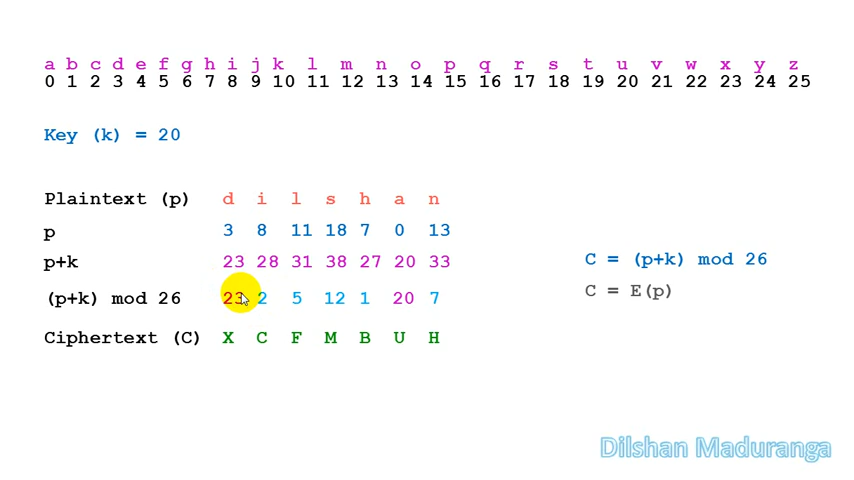 a b c d e f g h i j k l m n o p q r s t u v w x y z
0 1 2 3 4 5 6 7 8 9 10 11 12 13 14 15 16 17 18 19 20 21 22 23 24 25
Key (k) = 20
Plaintext (p) d i l s h a n
p 3 8 11 18 7 0 13
p+k 23 28 31 38 27 20 33
C = (p+k) mod 26
(p+k) mod 26 23 2 5 12 1 20 7
C = E(p)
Ciphertext (C) X C F M B U H
Dilshan Maduranga